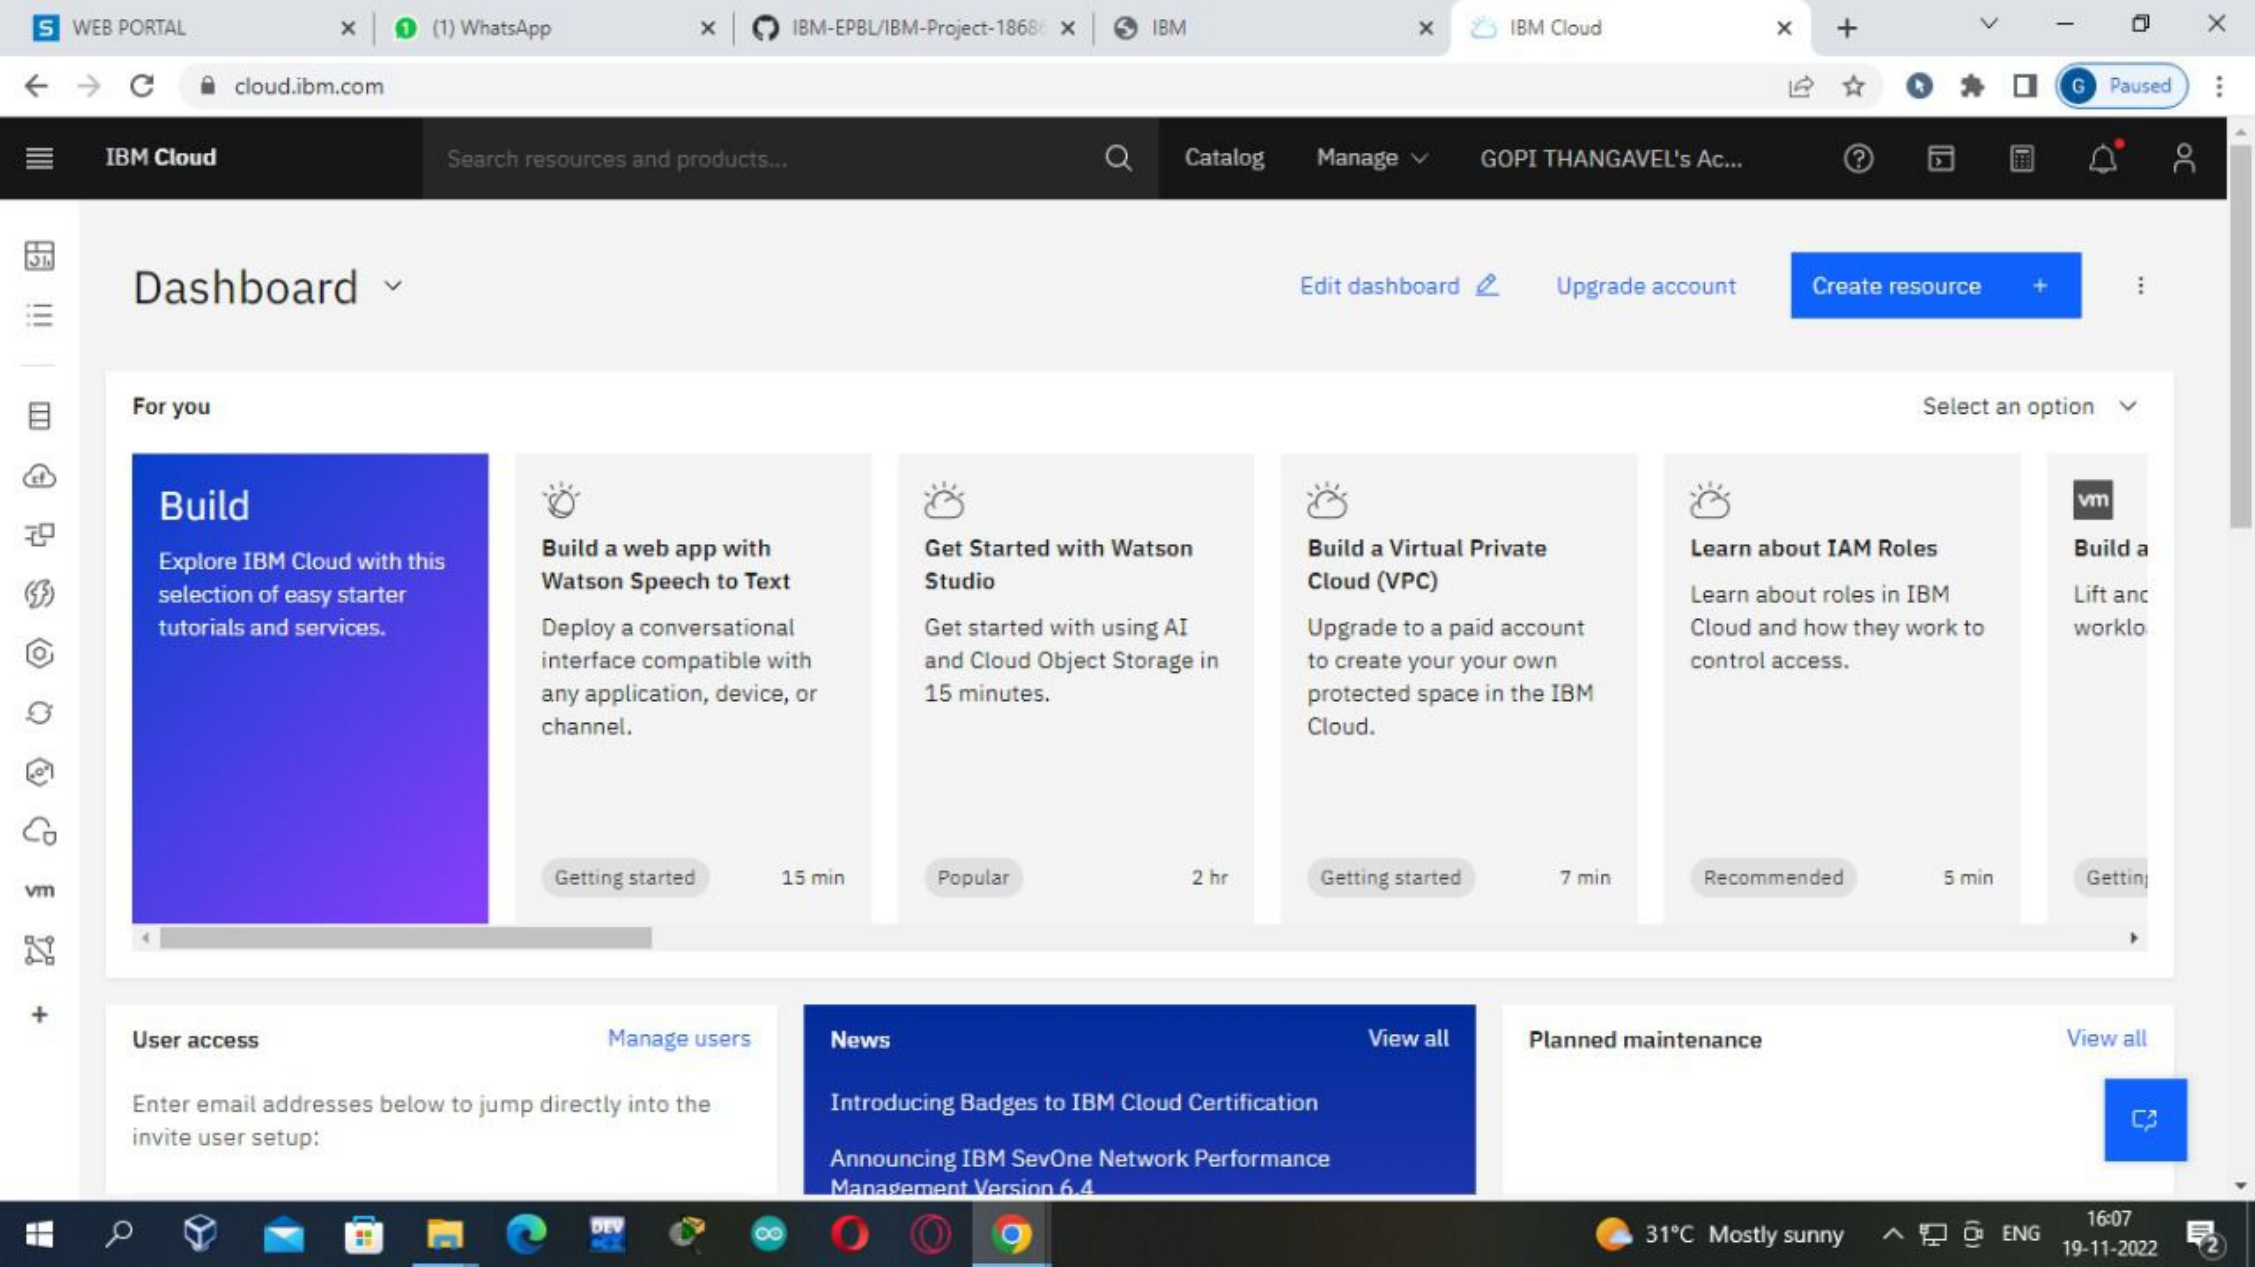 WEB PORTAL
(1) WhatsApp
IBM-EPBL/IBM-Project-1868
IBM
IBM Cloud
cloud.ibm.com
G Paused
IBM Cloud
Search resources and products...
Catalog
Manage
GOPI THANGAVEL's Ac...
Dashboard
Edit dashboard
Upgrade account
Create resource +
For you
Select an option
Build
Explore IBM Cloud with this
selection of easy starter
tutorials and services.
Build a web app with
Watson Speech to Text
Deploy a conversational
interface compatible with
any application, device, or
channel.
Getting started
15 min
Get Started with Watson
Studio
Get started with using AI
and Cloud Object Storage in
15 minutes.
Popular
2 hr
Build a Virtual Private
Cloud (VPC)
Upgrade to a paid account
to create your your own
protected space in the IBM
Cloud.
Getting started
7 min
Learn about IAM Roles
Learn about roles in IBM
Cloud and how they work to
control access.
Recommended
5 min
vm
Build a
Lift and
worklo
Getting
vm
User access
Manage users
Enter email addresses below to jump directly into the
invite user setup:
News
View all
Introducing Badges to IBM Cloud Certification
Announcing IBM SevOne Network Performance
Management Version 6.4
Planned maintenance
View all
DEV
31°C Mostly sunny
ENG
16:07
19-11-2022
2